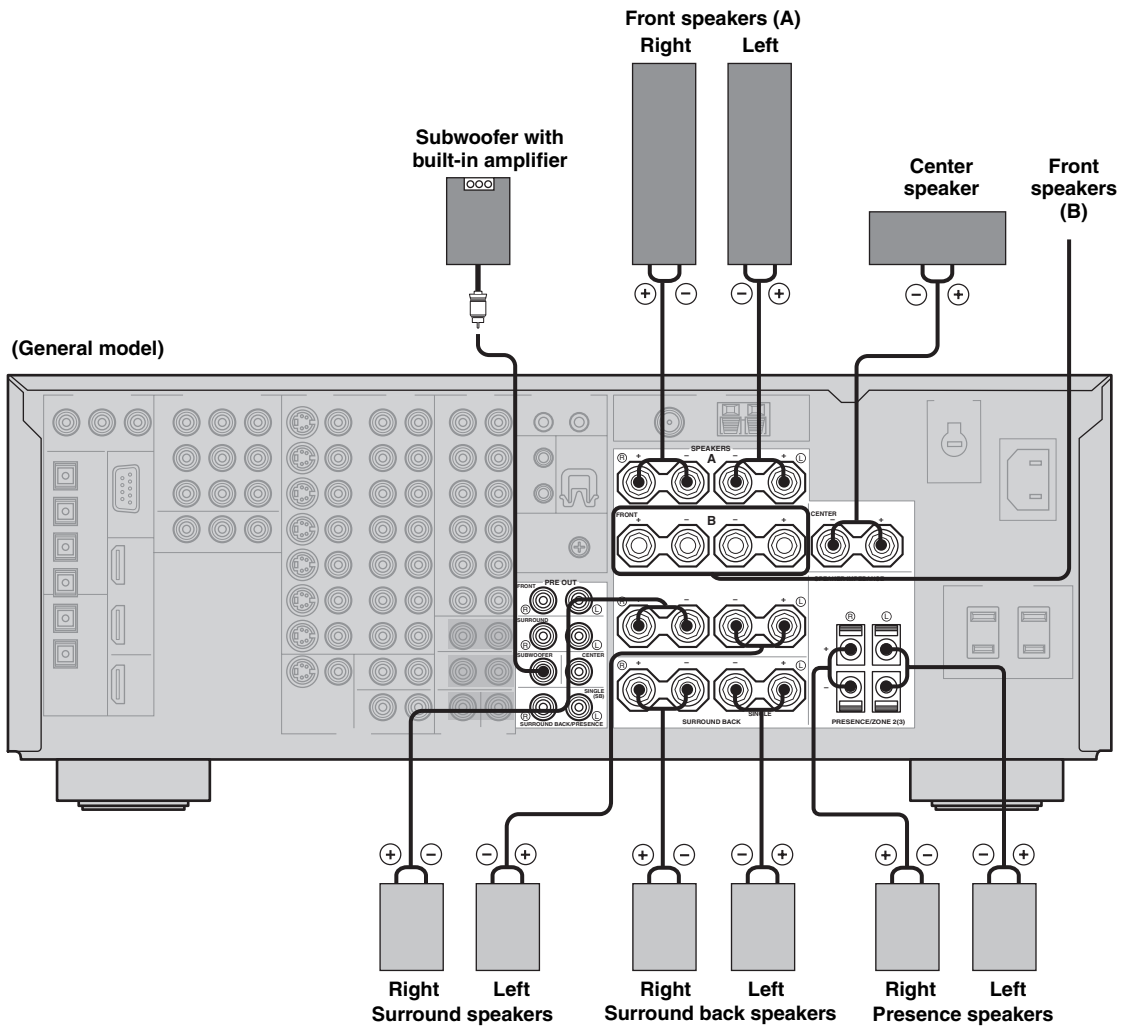 Front speakers (A)
Right Left
Subwoofer with
built-in amplifier
Center
speaker
Front
speakers
(B)
+ − − +
− +
(General model)
SPEAKERS
R + − A − + L
FRONT
+ − B − +
CENTER
− +
PRE OUT
FRONT
R L
SURROUND
R L
SUBWOOFER CENTER
SINGLE
(SB)
R L
SURROUND BACK/PRESENCE
R + − − + L
R + − − + L
SURROUND BACK SINGLE
R L
+
−
PRESENCE/ZONE 2(3)
+ − − + + − − + + − − +
Right Left
Surround speakers
Right Left
Surround back speakers
Right Left
Presence speakers